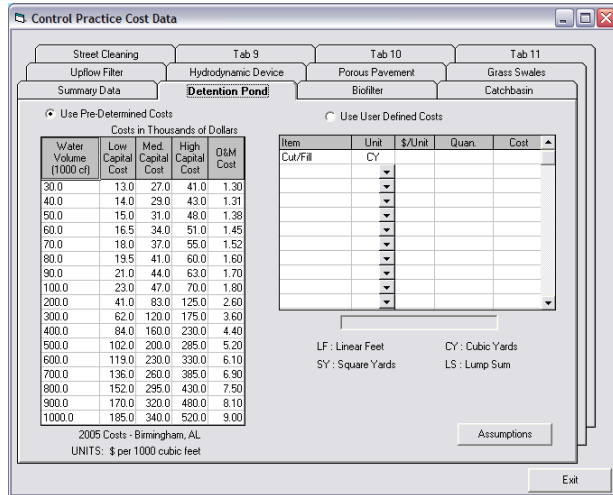 Control Practice Cost Data
Street Cleaning Tab 9 Tab 10 Tab 11
Upflow Filter Hydrodynamic Device Porous Pavement Grass Swales
Summary Data Detention Pond Biofilter Catchbasin
Use Pre-Determined Costs
Costs in Thousands of Dollars
Water Volume (1000 cf) Low Capital Cost Med. Capital Cost High Capital Cost O&M Cost
30.0 13.0 27.0 41.0 1.30
40.0 14.0 29.0 43.0 1.31
50.0 15.0 31.0 48.0 1.38
60.0 16.5 34.0 51.0 1.45
70.0 18.0 37.0 55.0 1.52
80.0 19.5 41.0 60.0 1.60
90.0 21.0 44.0 63.0 1.70
100.0 23.0 47.0 70.0 1.80
200.0 41.0 83.0 125.0 2.60
300.0 62.0 120.0 175.0 3.60
400.0 84.0 160.0 230.0 4.40
500.0 102.0 200.0 285.0 5.20
600.0 119.0 230.0 330.0 6.10
700.0 136.0 260.0 385.0 6.90
800.0 152.0 295.0 430.0 7.50
900.0 170.0 320.0 480.0 8.10
1000.0 185.0 340.0 520.0 9.00
2005 Costs - Birmingham, AL
UNITS: $ per 1000 cubic feet
Use User Defined Costs
Item Unit $/Unit Quan. Cost
Cut/Fill CY
LF : Linear Feet CY : Cubic Yards
SY : Square Yards LS : Lump Sum
Assumptions
Exit